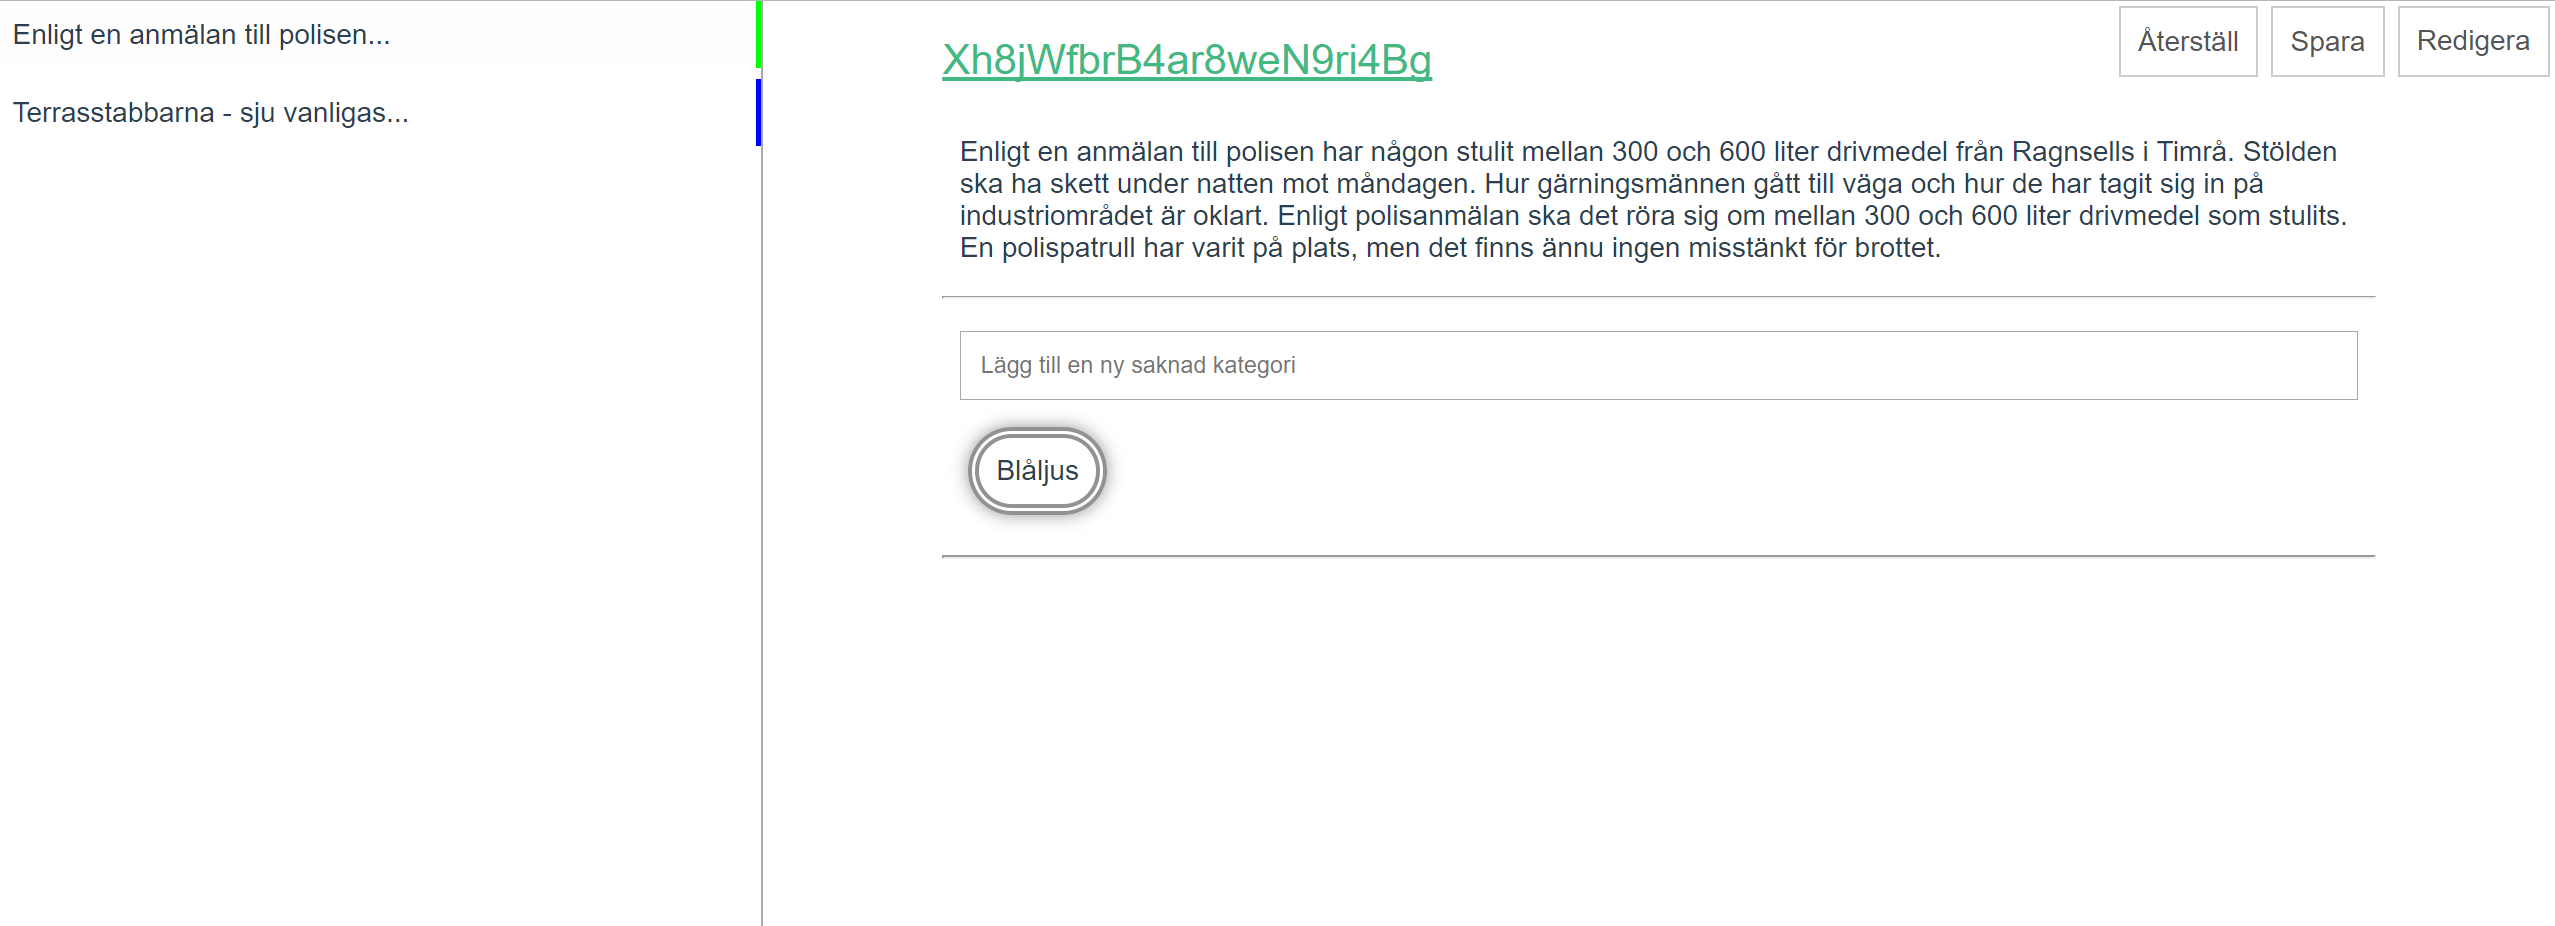 Enligt en anmälan till polisen...
Terrasstabbarna - sju vanligas...
Xh8jWfbrB4ar8weN9ri4Bg
Återställ
Spara
Redigera
Enligt en anmälan till polisen har någon stulit mellan 300 och 600 liter drivmedel från Ragnsells i Timrå. Stölden
ska ha skett under natten mot måndagen. Hur gärningsmännen gått till väga och hur de har tagit sig in på
industriområdet är oklart. Enligt polisanmälan ska det röra sig om mellan 300 och 600 liter drivmedel som stulits.
En polispatrull har varit på plats, men det finns ännu ingen misstänkt för brottet.
Lägg till en ny saknad kategori
Blåljus